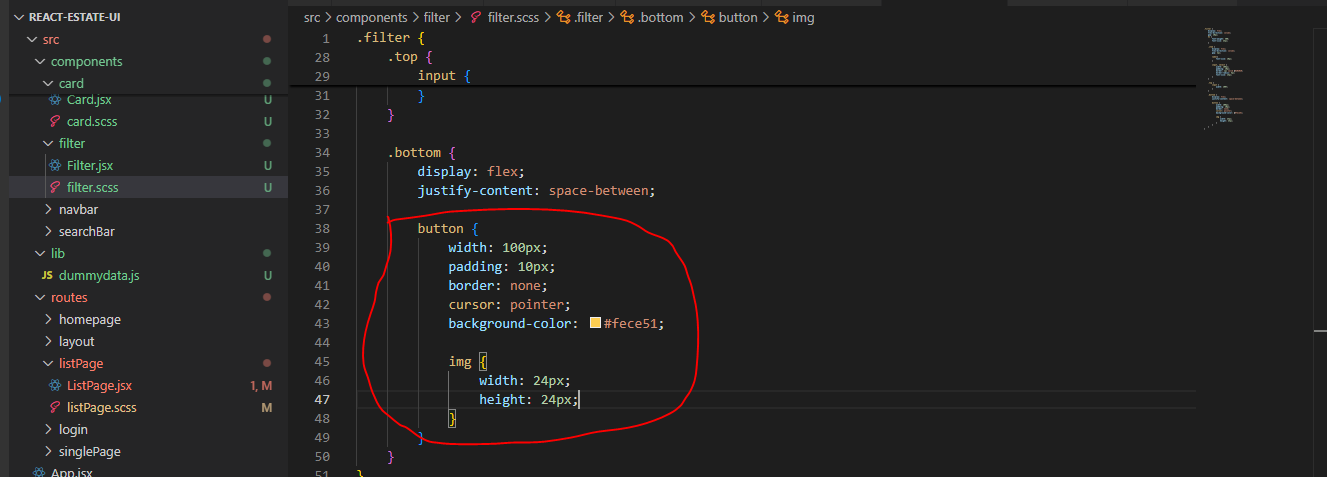 REACT-ESTATE-UI
src
components
card
Card.jsx U
card.scss U
filter
Filter.jsx U
filter.scss U
navbar
searchBar
lib
JS dummydata.js U
routes
homepage
layout
listPage
ListPage.jsx 1, M
listPage.scss M
login
singlePage
App.jsx
src > components > filter > filter.scss > .filter > .bottom > button > img
1 .filter {
28 .top {
29 input {
31 }
32 }
33
34 .bottom {
35 display: flex;
36 justify-content: space-between;
37
38 button {
39 width: 100px;
40 padding: 10px;
41 border: none;
42 cursor: pointer;
43 background-color: #fece51;
44
45 img {
46 width: 24px;
47 height: 24px;
48 }
49 }
50 }
51 }